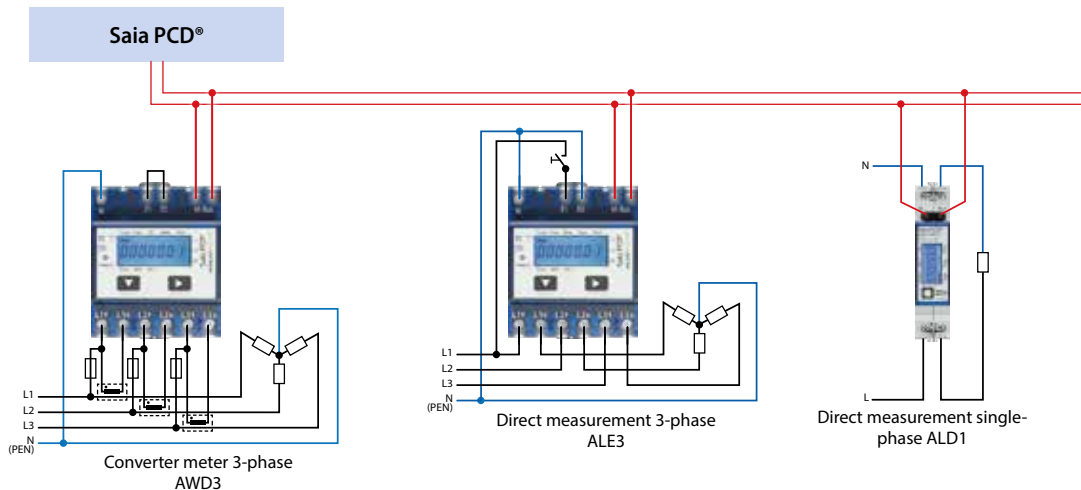 Saia PCD®
N
L1
L2
L3
N
(PEN)
Converter meter 3-phase
AWD3
L1
L2
L3
N
(PEN)
Direct measurement 3-phase
ALE3
N
L
Direct measurement single-
phase ALD1